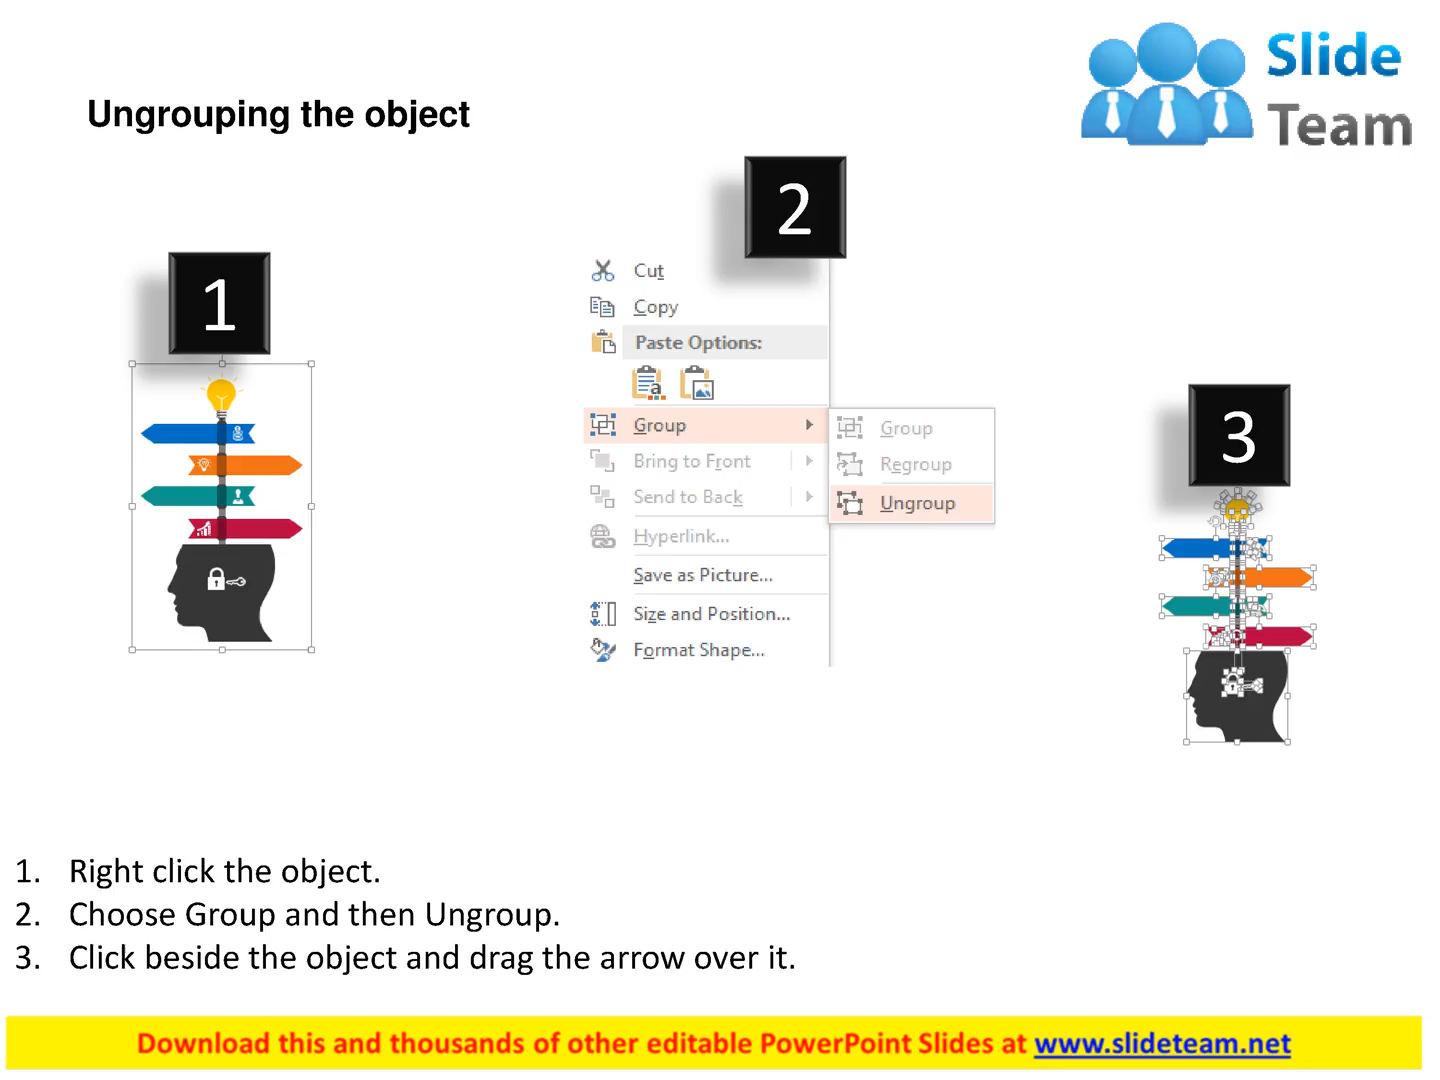 Slide
Team
Ungrouping the object
1
2
3
Cut
Copy
Paste Options:
Group
Bring to Front
Send to Back
Hyperlink...
Save as Picture...
Size and Position...
Format Shape...
Group
Regroup
Ungroup
1. Right click the object.
2. Choose Group and then Ungroup.
3. Click beside the object and drag the arrow over it.
Download this and thousands of other editable PowerPoint Slides at www.slideteam.net